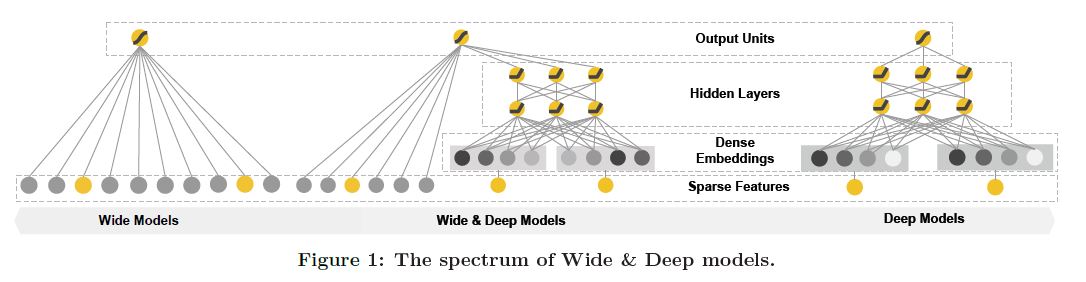 Output Units
Hidden Layers
Dense
Embeddings
Sparse Features
Wide Models
Wide & Deep Models
Deep Models
Figure 1: The spectrum of Wide & Deep models.